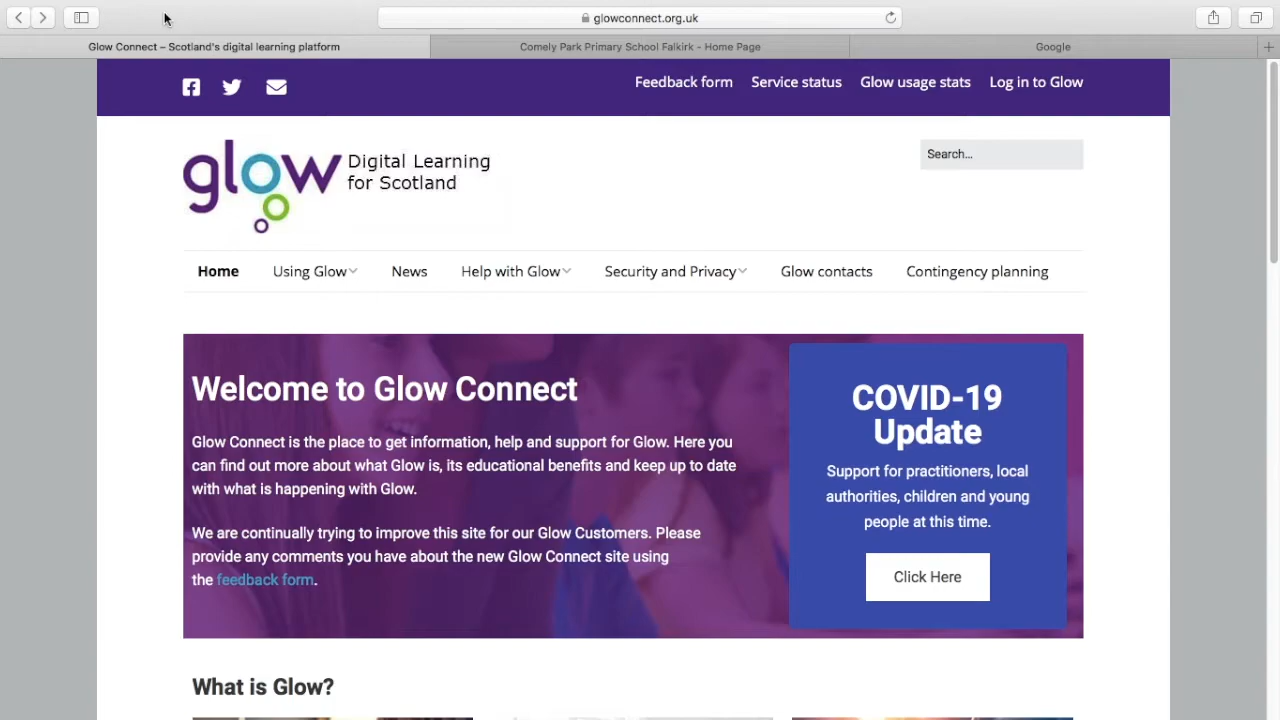 glowconnect.org.uk
Glow Connect – Scotland's digital learning platform
Comely Park Primary School Falkirk - Home Page
Google
Feedback form
Service status
Glow usage stats
Log in to Glow
glow
Digital Learning
for Scotland
Search...
Home
Using Glow
News
Help with Glow
Security and Privacy
Glow contacts
Contingency planning
Welcome to Glow Connect
Glow Connect is the place to get information, help and support for Glow. Here you
can find out more about what Glow is, its educational benefits and keep up to date
with what is happening with Glow.
We are continually trying to improve this site for our Glow Customers. Please
provide any comments you have about the new Glow Connect site using
the feedback form.
COVID-19
Update
Support for practitioners, local
authorities, children and young
people at this time.
Click Here
What is Glow?